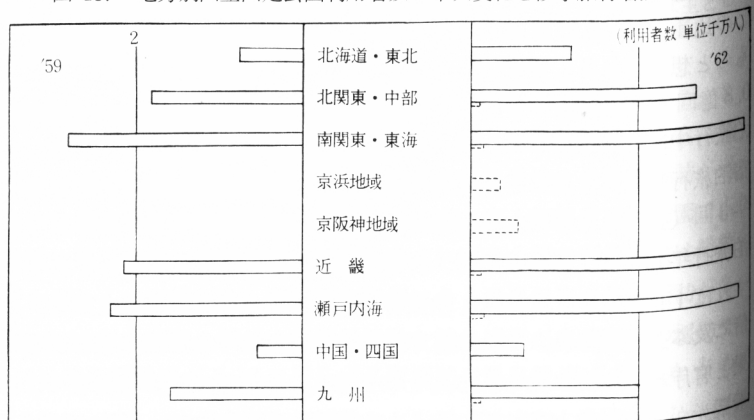 2
(利用者数 単位千万人)
'59
'62
北海道・東北
北関東・中部
南関東・東海
京浜地域
京阪神地域
近 畿
瀬戸内海
中国・四国
九 州